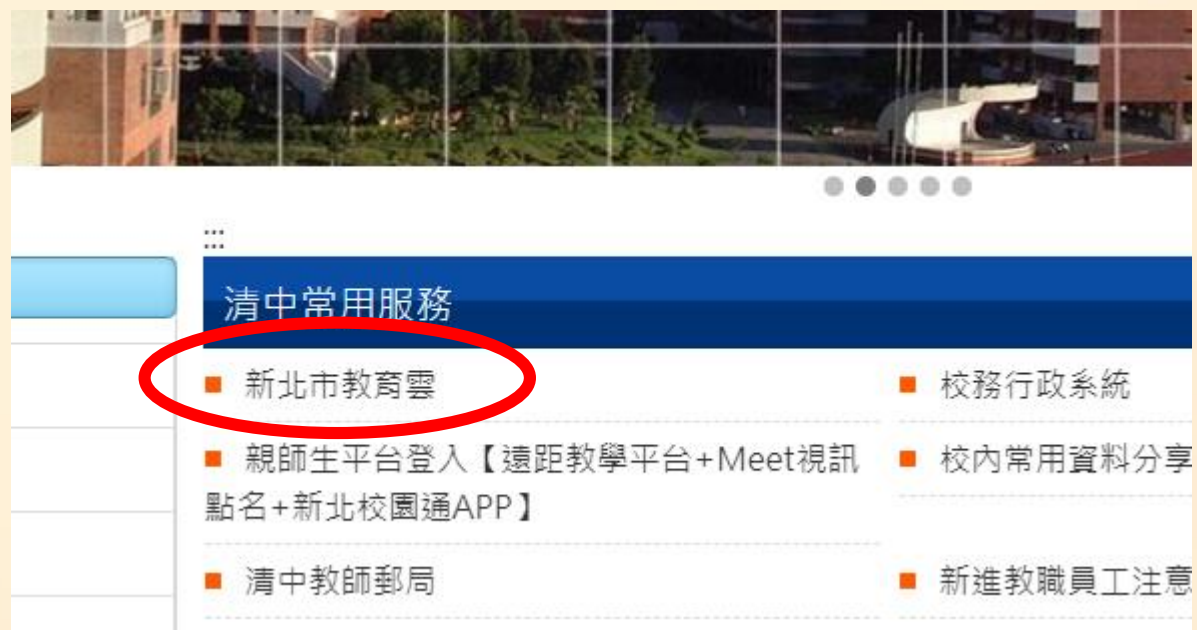 :::
清中常用服務
新北市教育雲
校務行政系統
親師生平台登入【遠距教學平台+Meet視訊
點名+新北校園通APP】
校內常用資料分享
清中教師郵局
新進教職員工注意